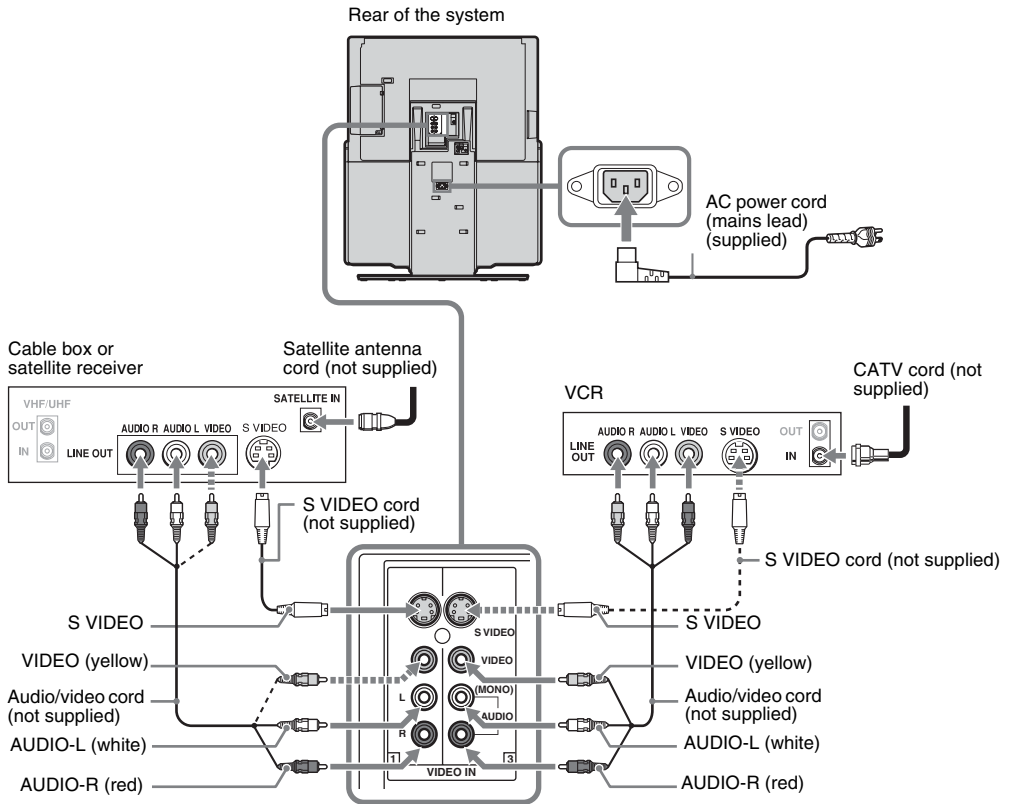 Rear of the system
AC power cord
(mains lead)
(supplied)
Cable box or
satellite receiver
Satellite antenna
cord (not supplied)
VCR
CATV cord (not
supplied)
VHF/UHF
OUT
IN
LINE OUT
AUDIO R AUDIO L VIDEO
S VIDEO
SATELLITE IN
LINE
OUT
AUDIO R AUDIO L VIDEO
S VIDEO
OUT
IN
S VIDEO cord
(not supplied)
S VIDEO cord (not supplied)
S VIDEO
VIDEO (yellow)
Audio/video cord
(not supplied)
AUDIO-L (white)
AUDIO-R (red)
S VIDEO
VIDEO
(MONO)
L
AUDIO
R
1
3
VIDEO IN
S VIDEO
VIDEO (yellow)
Audio/video cord
(not supplied)
AUDIO-L (white)
AUDIO-R (red)